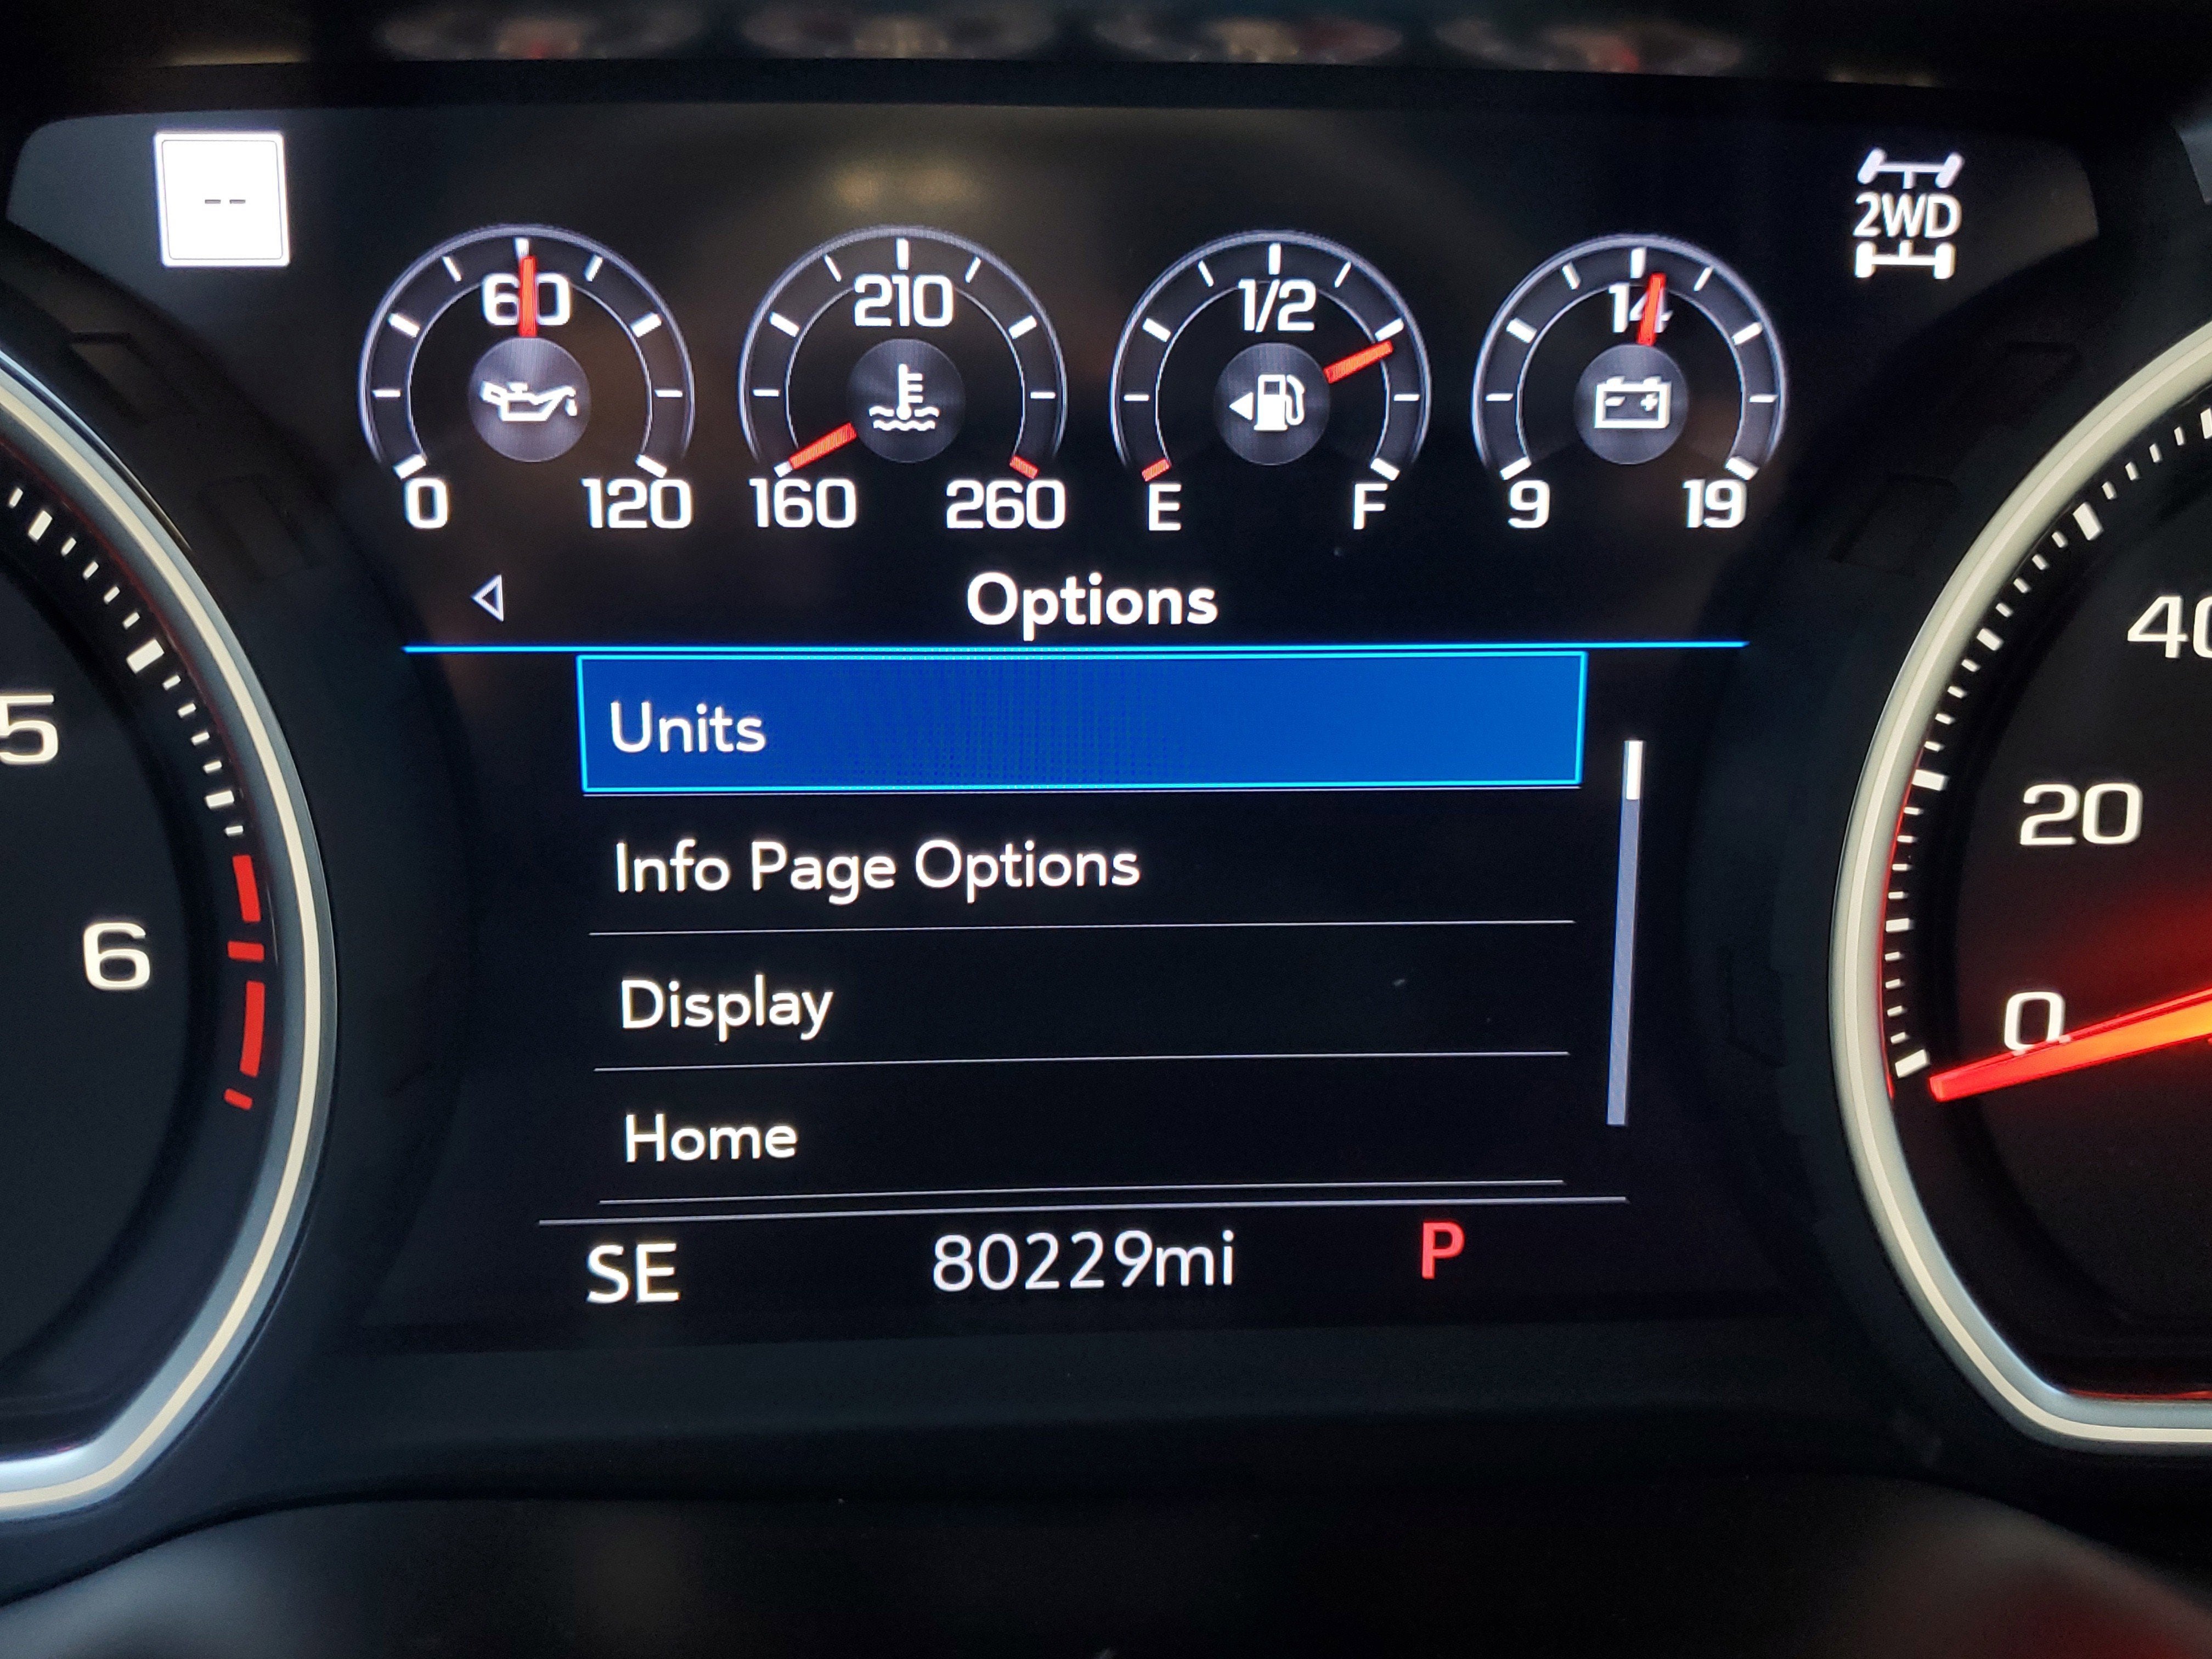 --
2WD
60
210
1/2
14
0
120
160
260
E
F
9
19
Options
Units
Info Page Options
Display
Home
SE
80229mi
P
5
6
20
0